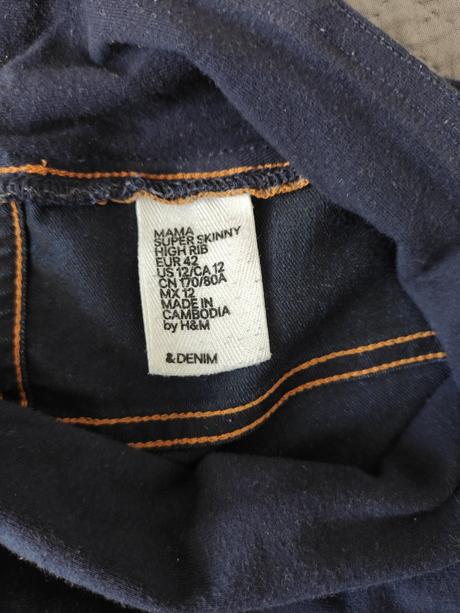 MAMA
SUPER SKINNY
HIGH RIB
EUR 42
US 12/CA 12
CN 170/80A
MX 12
MADE IN
CAMBODIA
by H&M
&DENIM